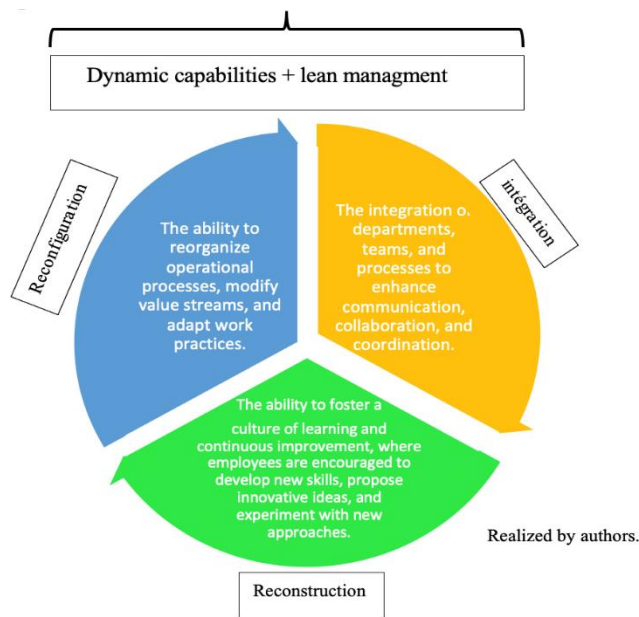 Dynamic capabilities + lean managment
Reconfiguration
The ability to
reorganize
operational
processes, modify
value streams, and
adapt work
practices.
intégration
The integration o.
departments,
teams, and
processes to
enhance
communication,
collaboration, and
coordination.
The ability to foster a
culture of learning and
continuous improvement, where
employees are encouraged to
develop new skills, propose
innovative ideas, and
experiment with new
approaches.
Realized by authors.
Reconstruction